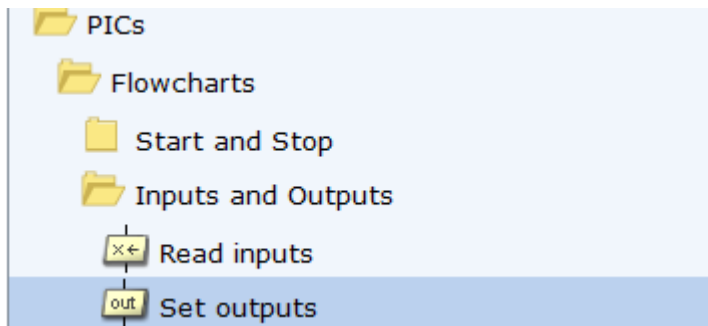 PICs
Flowcharts
Start and Stop
Inputs and Outputs
x← Read inputs
out Set outputs